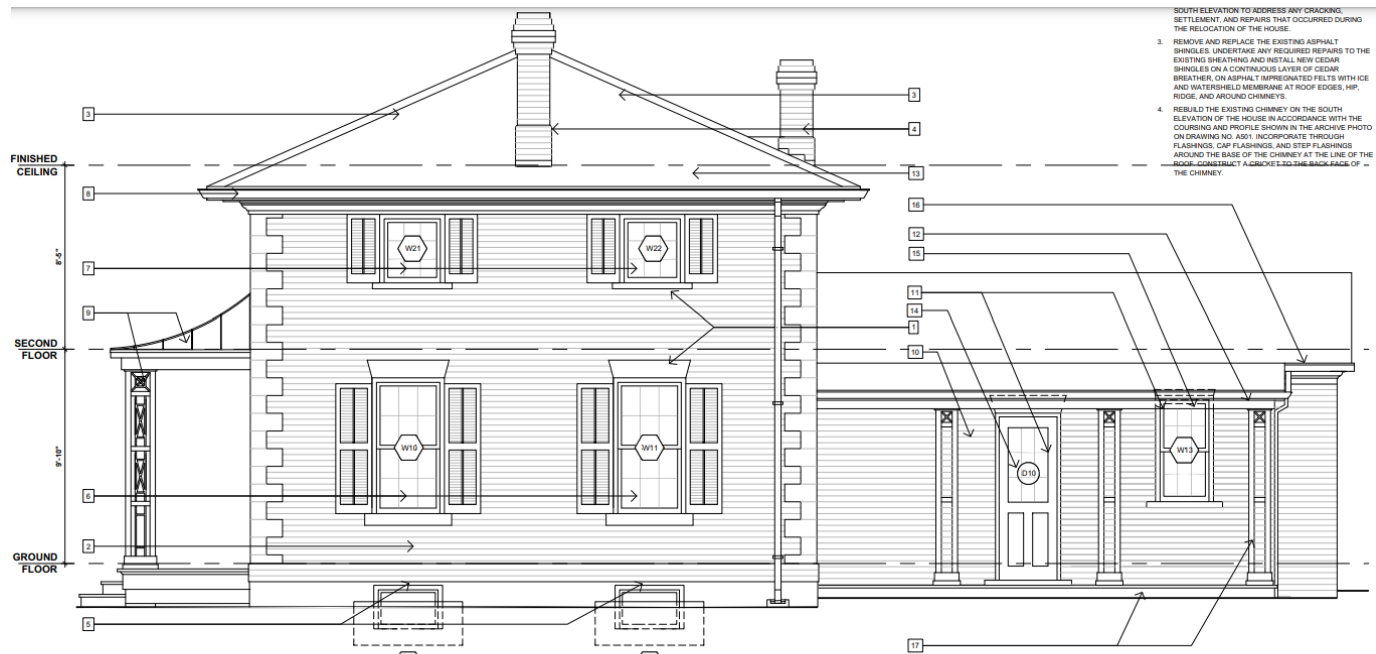 SOUTH ELEVATION TO ADDRESS ANY CRACKING,
SETTLEMENT, AND REPAIRS THAT OCCURRED DURING
THE RELOCATION OF THE HOUSE.
3. REMOVE AND REPLACE THE EXISTING ASPHALT
SHINGLES. UNDERTAKE ANY REQUIRED REPAIRS TO THE
EXISTING SHEATHING AND INSTALL NEW CEDAR
SHINGLES ON A CONTINUOUS LAYER OF CEDAR
BREATHER, ON ASPHALT IMPREGNATED FELTS WITH ICE
AND WATERSHIELD MEMBRANE AT ROOF EDGES, HIP,
RIDGE, AND AROUND CHIMNEYS.
4. REBUILD THE EXISTING CHIMNEY ON THE SOUTH
ELEVATION OF THE HOUSE IN ACCORDANCE WITH THE
COURSING AND PROFILE SHOWN IN THE ARCHIVE PHOTO
ON DRAWING NO. A501. INCORPORATE THROUGH
FLASHINGS, CAP FLASHINGS, AND STEP FLASHINGS
AROUND THE BASE OF THE CHIMNEY AT THE LINE OF THE
ROOF. CONSTRUCT A CRICKET TO THE BACK FACE OF
THE CHIMNEY.
3
3
4
FINISHED
CEILING
13
8
16
12
15
W21
W22
8'-5"
7
11
9
14
1
SECOND
FLOOR
10
9'-10"
W10
W11
W13
D10
6
2
GROUND
FLOOR
5
17